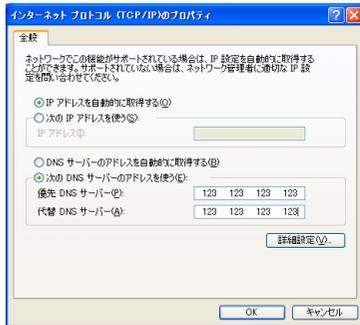 インターネット プロトコル (TCP/IP)のプロパティ
全般
ネットワークでこの機能がサポートされている場合は、IP 設定を自動的に取得する
ことができます。サポートされていない場合は、ネットワーク管理者に適切な IP 設
定を問い合わせてください。
IP アドレスを自動的に取得する(O)
次の IP アドレスを使う(S):
IP アドレス(I):
DNS サーバーのアドレスを自動的に取得する(B)
次の DNS サーバーのアドレスを使う(E):
優先 DNS サーバー(P): 123 123 123 123
代替 DNS サーバー(A): 123 123 123 123
詳細設定(V)...
OK キャンセル